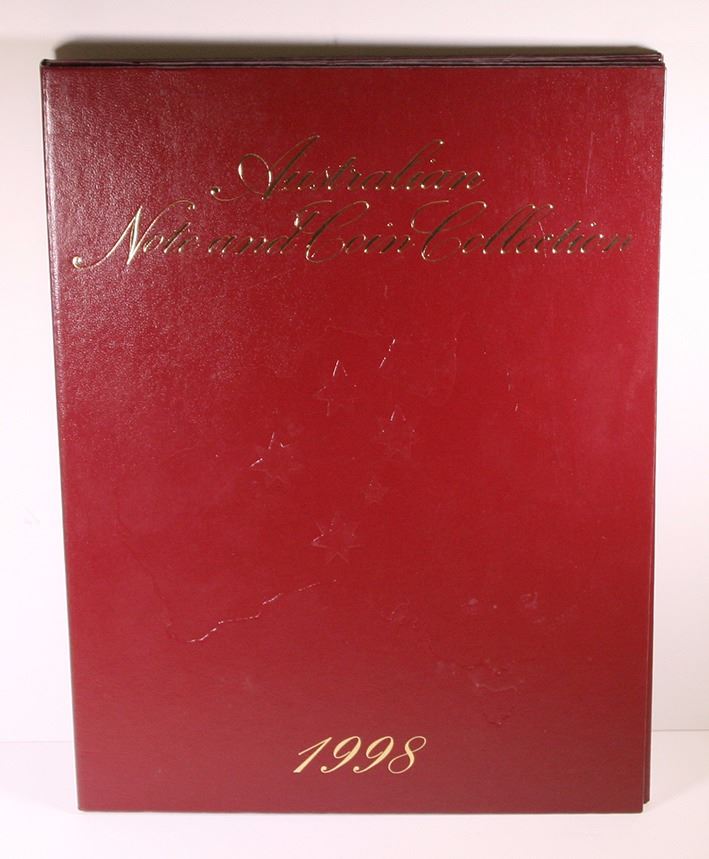 Australian
Note and Coin Collection
1998